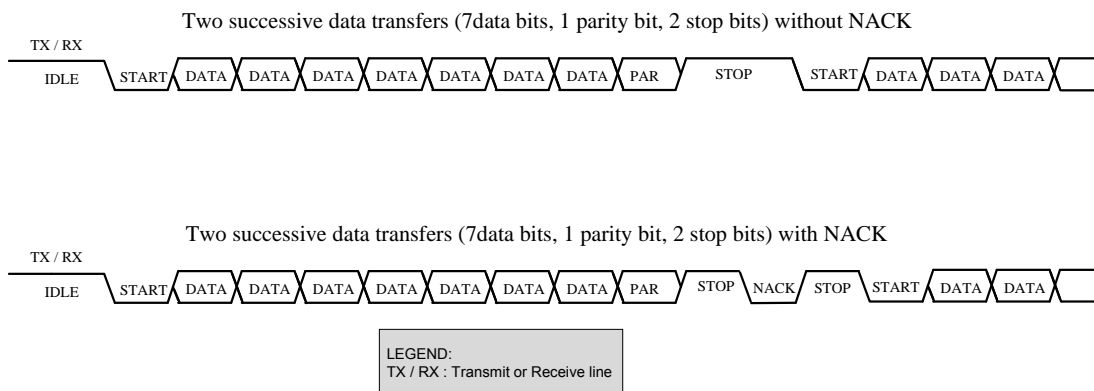 Two successive data transfers (7data bits, 1 parity bit, 2 stop bits) without NACK
TX / RX
IDLE START DATA DATA DATA DATA DATA DATA DATA PAR STOP START DATA DATA DATA
Two successive data transfers (7data bits, 1 parity bit, 2 stop bits) with NACK
TX / RX
IDLE START DATA DATA DATA DATA DATA DATA DATA PAR STOP NACK STOP START DATA DATA
LEGEND:
TX / RX : Transmit or Receive line